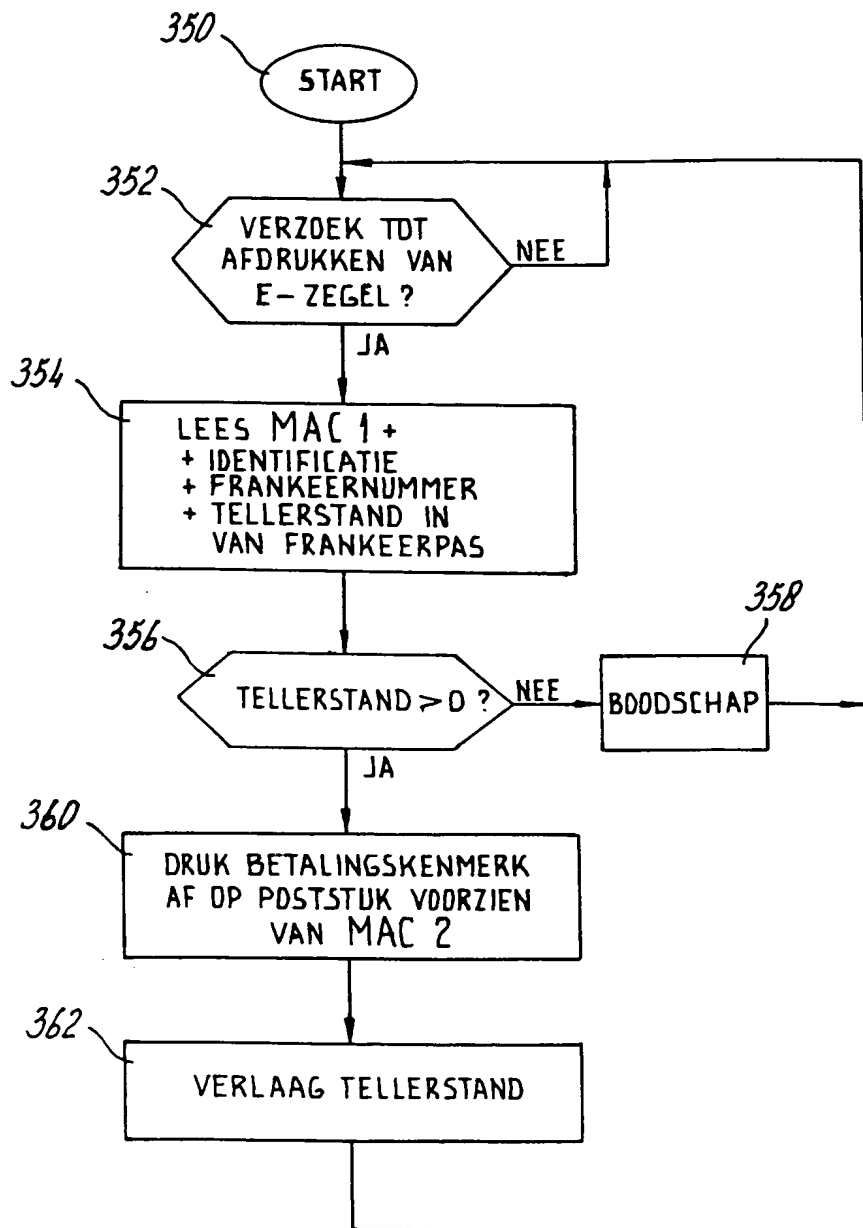 350
START
352
VERZOEK TOT
AFDRUKKEN VAN
E-ZEGEL?
NEE
JA
354
LEES MAC 1 +
+ IDENTIFICATIE
+ FRANKEERNUMMER
+ TELLERSTAND IN
VAN FRANKEERPAS
356
TELLERSTAND ⩾ 0 ?
NEE
358
BOODSCHAP
JA
360
DRUK BETALINGSKENMERK
AF OP POSTSTUK VOORZIEN
VAN MAC 2
362
VERLAAG TELLERSTAND